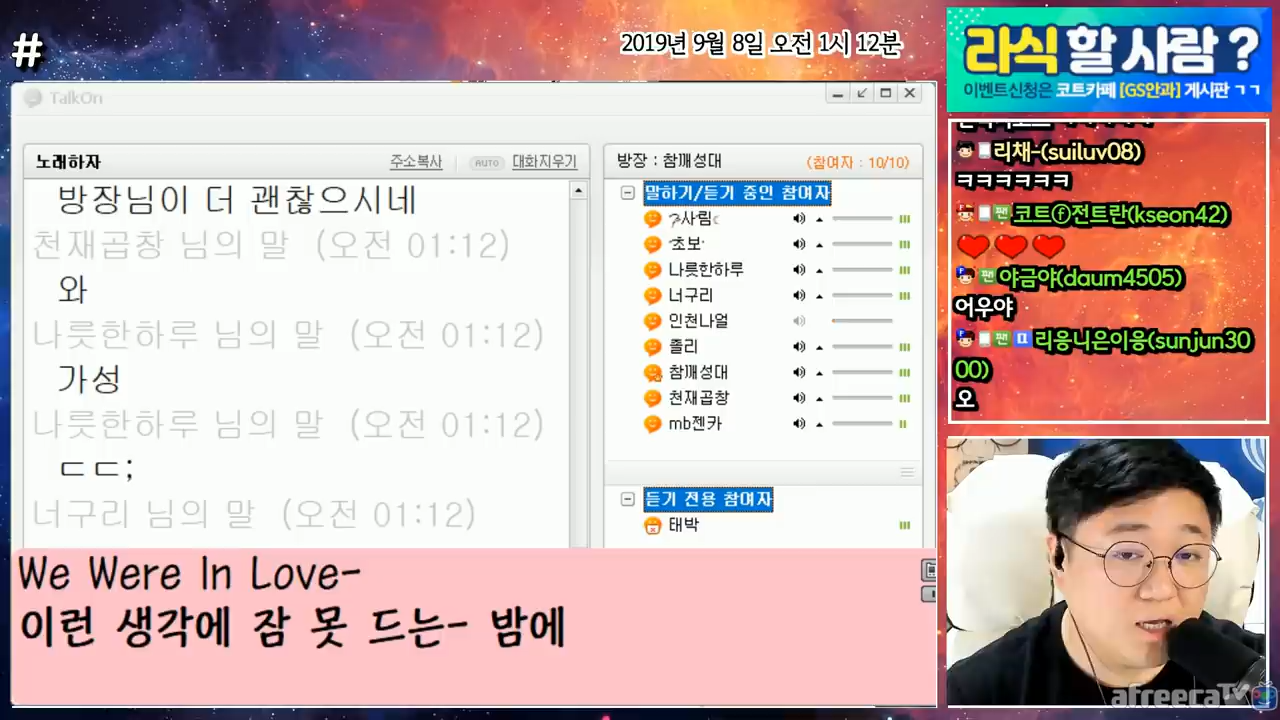 #
2019년 9월 8일 오전 1시 12분
TalkOn
노래하자
주소복사
AUTO
대화지우기
방장님이 더 괜찮으시네
천재곱창 님의 말 (오전 01:12)
와
나릇한하루 님의 말 (오전 01:12)
가성
나릇한하루 님의 말 (오전 01:12)
ㄷㄷ;
너구리 님의 말 (오전 01:12)
방장 : 참깨성대
(참여자 : 10/10)
말하기/듣기 중인 참여자
사림
초보
나릇한하루
너구리
인천나얼
졸리
참깨성대
천재곱창
mb젠카
듣기 전용 참여자
태박
We Were In Love-
이런 생각에 잠 못 드는- 밤에
라식 할 사람 ?
이벤트신청은 코트카페 [GS안과] 게시판 ㄱㄱ
리채-(suiluv08)
ㅋㅋㅋㅋㅋㅋ
팬 코트ⓕ전트란(kseon42)
팬 야금야(daum4505)
어우야
팬 리응니은이응(sunjun30
00)
오
afreecaTV